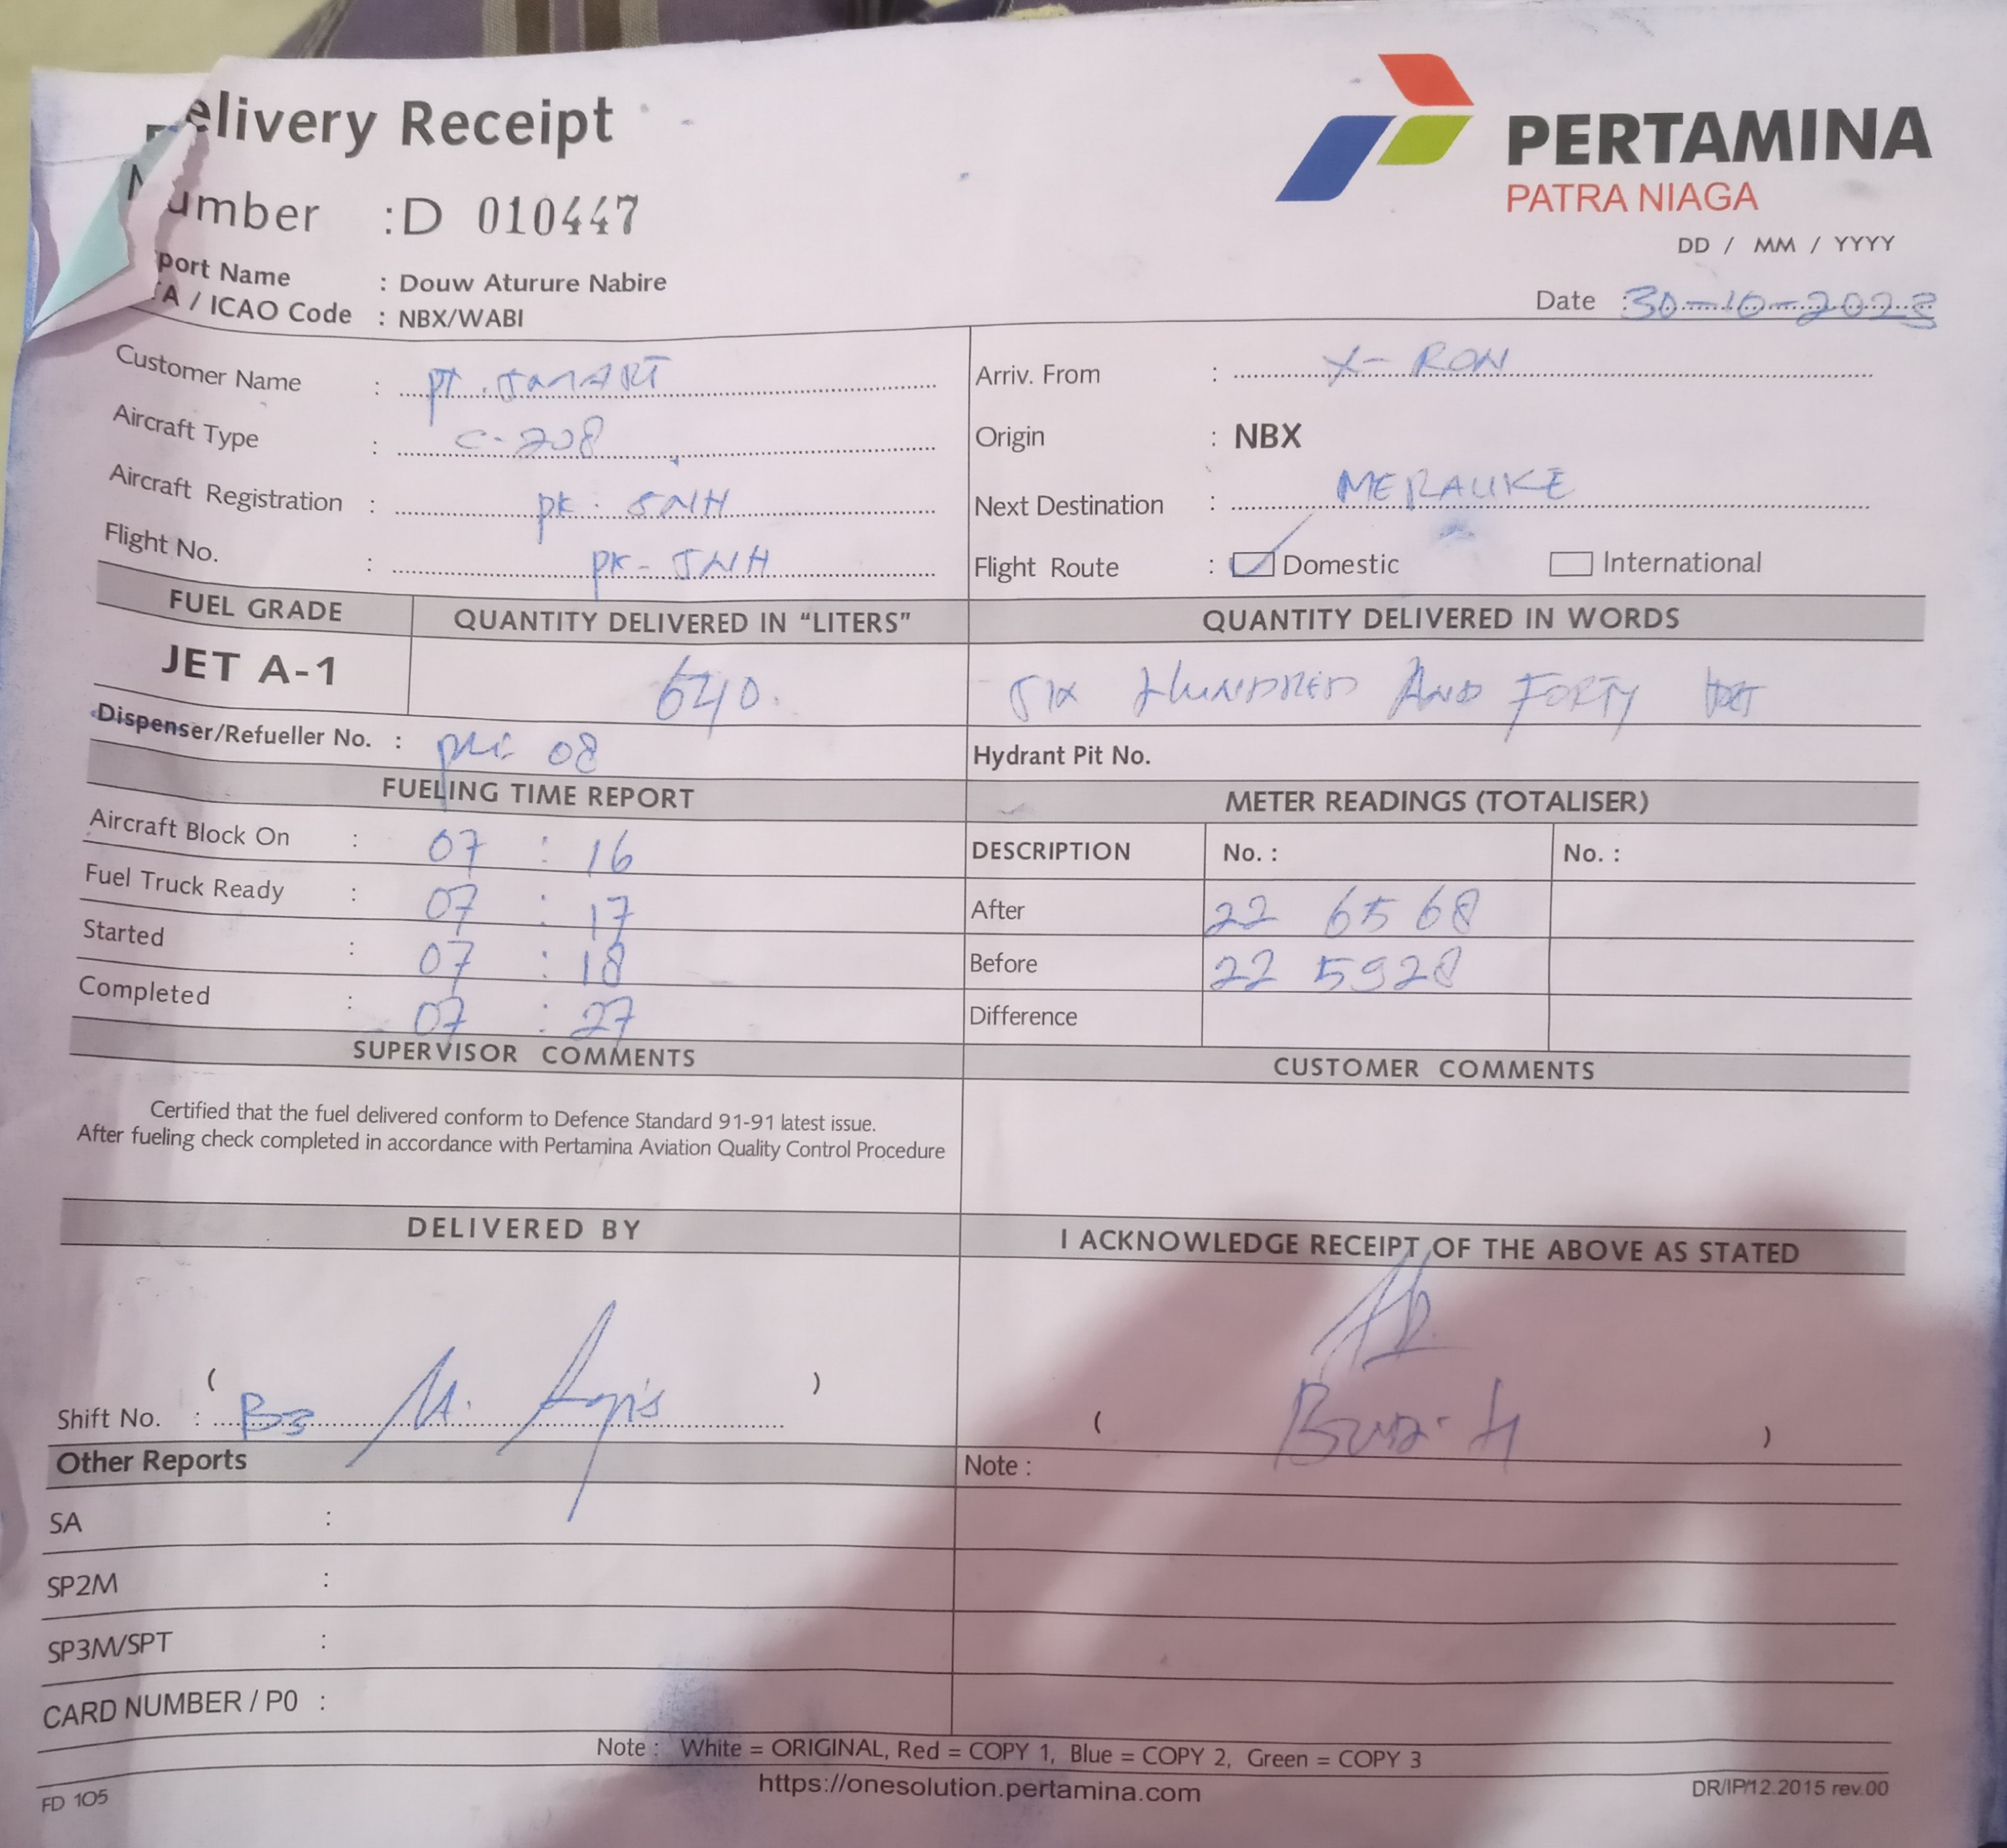 elivery Receipt
Number : D 010447
port Name : Douw Aturure Nabire
A / ICAO Code : NBX/WABI
PERTAMINA
PATRA NIAGA
DD / MM / YYYY
Date : 30-10-2023
Customer Name : PT. SMART
Aircraft Type : C-208
Aircraft Registration : PK. SNH
Flight No. : PK-SNH
Arriv. From : X-RON
Origin : NBX
Next Destination : MERAUKE
Flight Route : Domestic International
FUEL GRADE QUANTITY DELIVERED IN “LITERS” QUANTITY DELIVERED IN WORDS
JET A-1 640. SIX HUNDRED AND FORTY
Dispenser/Refueller No. : 08 Hydrant Pit No.
FUELING TIME REPORT METER READINGS (TOTALISER)
Aircraft Block On : 07 : 16
Fuel Truck Ready : 07 : 17
Started : 07 : 18
Completed : 07 : 27
DESCRIPTION No. : No. :
After 22 6568
Before 22 5928
Difference
SUPERVISOR COMMENTS CUSTOMER COMMENTS
Certified that the fuel delivered conform to Defence Standard 91-91 latest issue.
After fueling check completed in accordance with Pertamina Aviation Quality Control Procedure
DELIVERED BY I ACKNOWLEDGE RECEIPT OF THE ABOVE AS STATED
( )
Shift No. :
( )
Other Reports Note :
SA :
SP2M :
SP3M/SPT :
CARD NUMBER / P0 :
Note : White = ORIGINAL, Red = COPY 1, Blue = COPY 2, Green = COPY 3
https://onesolution.pertamina.com
FD 105 DR/IP/12.2015 rev.00